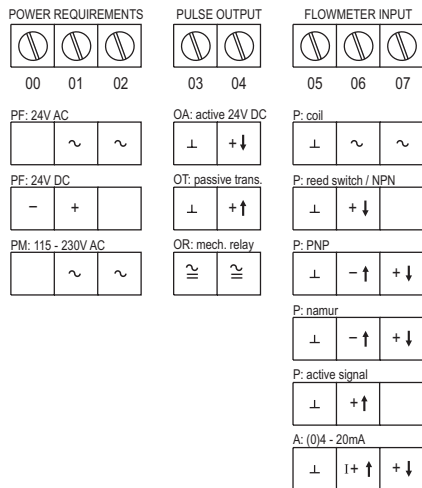 POWER REQUIREMENTS
00 01 02
PF: 24V AC
~ ~
PF: 24V DC
– +
PM: 115 - 230V AC
~ ~
PULSE OUTPUT
03 04
OA: active 24V DC
⊥ +↓
OT: passive trans.
⊥ +↑
OR: mech. relay
≅ ≅
FLOWMETER INPUT
05 06 07
P: coil
⊥ ~ ~
P: reed switch / NPN
⊥ +↓
P: PNP
⊥ –↑ +↓
P: namur
⊥ –↑ +↓
P: active signal
⊥ +↑
A: (0)4 - 20mA
⊥ I+ ↑ +↓